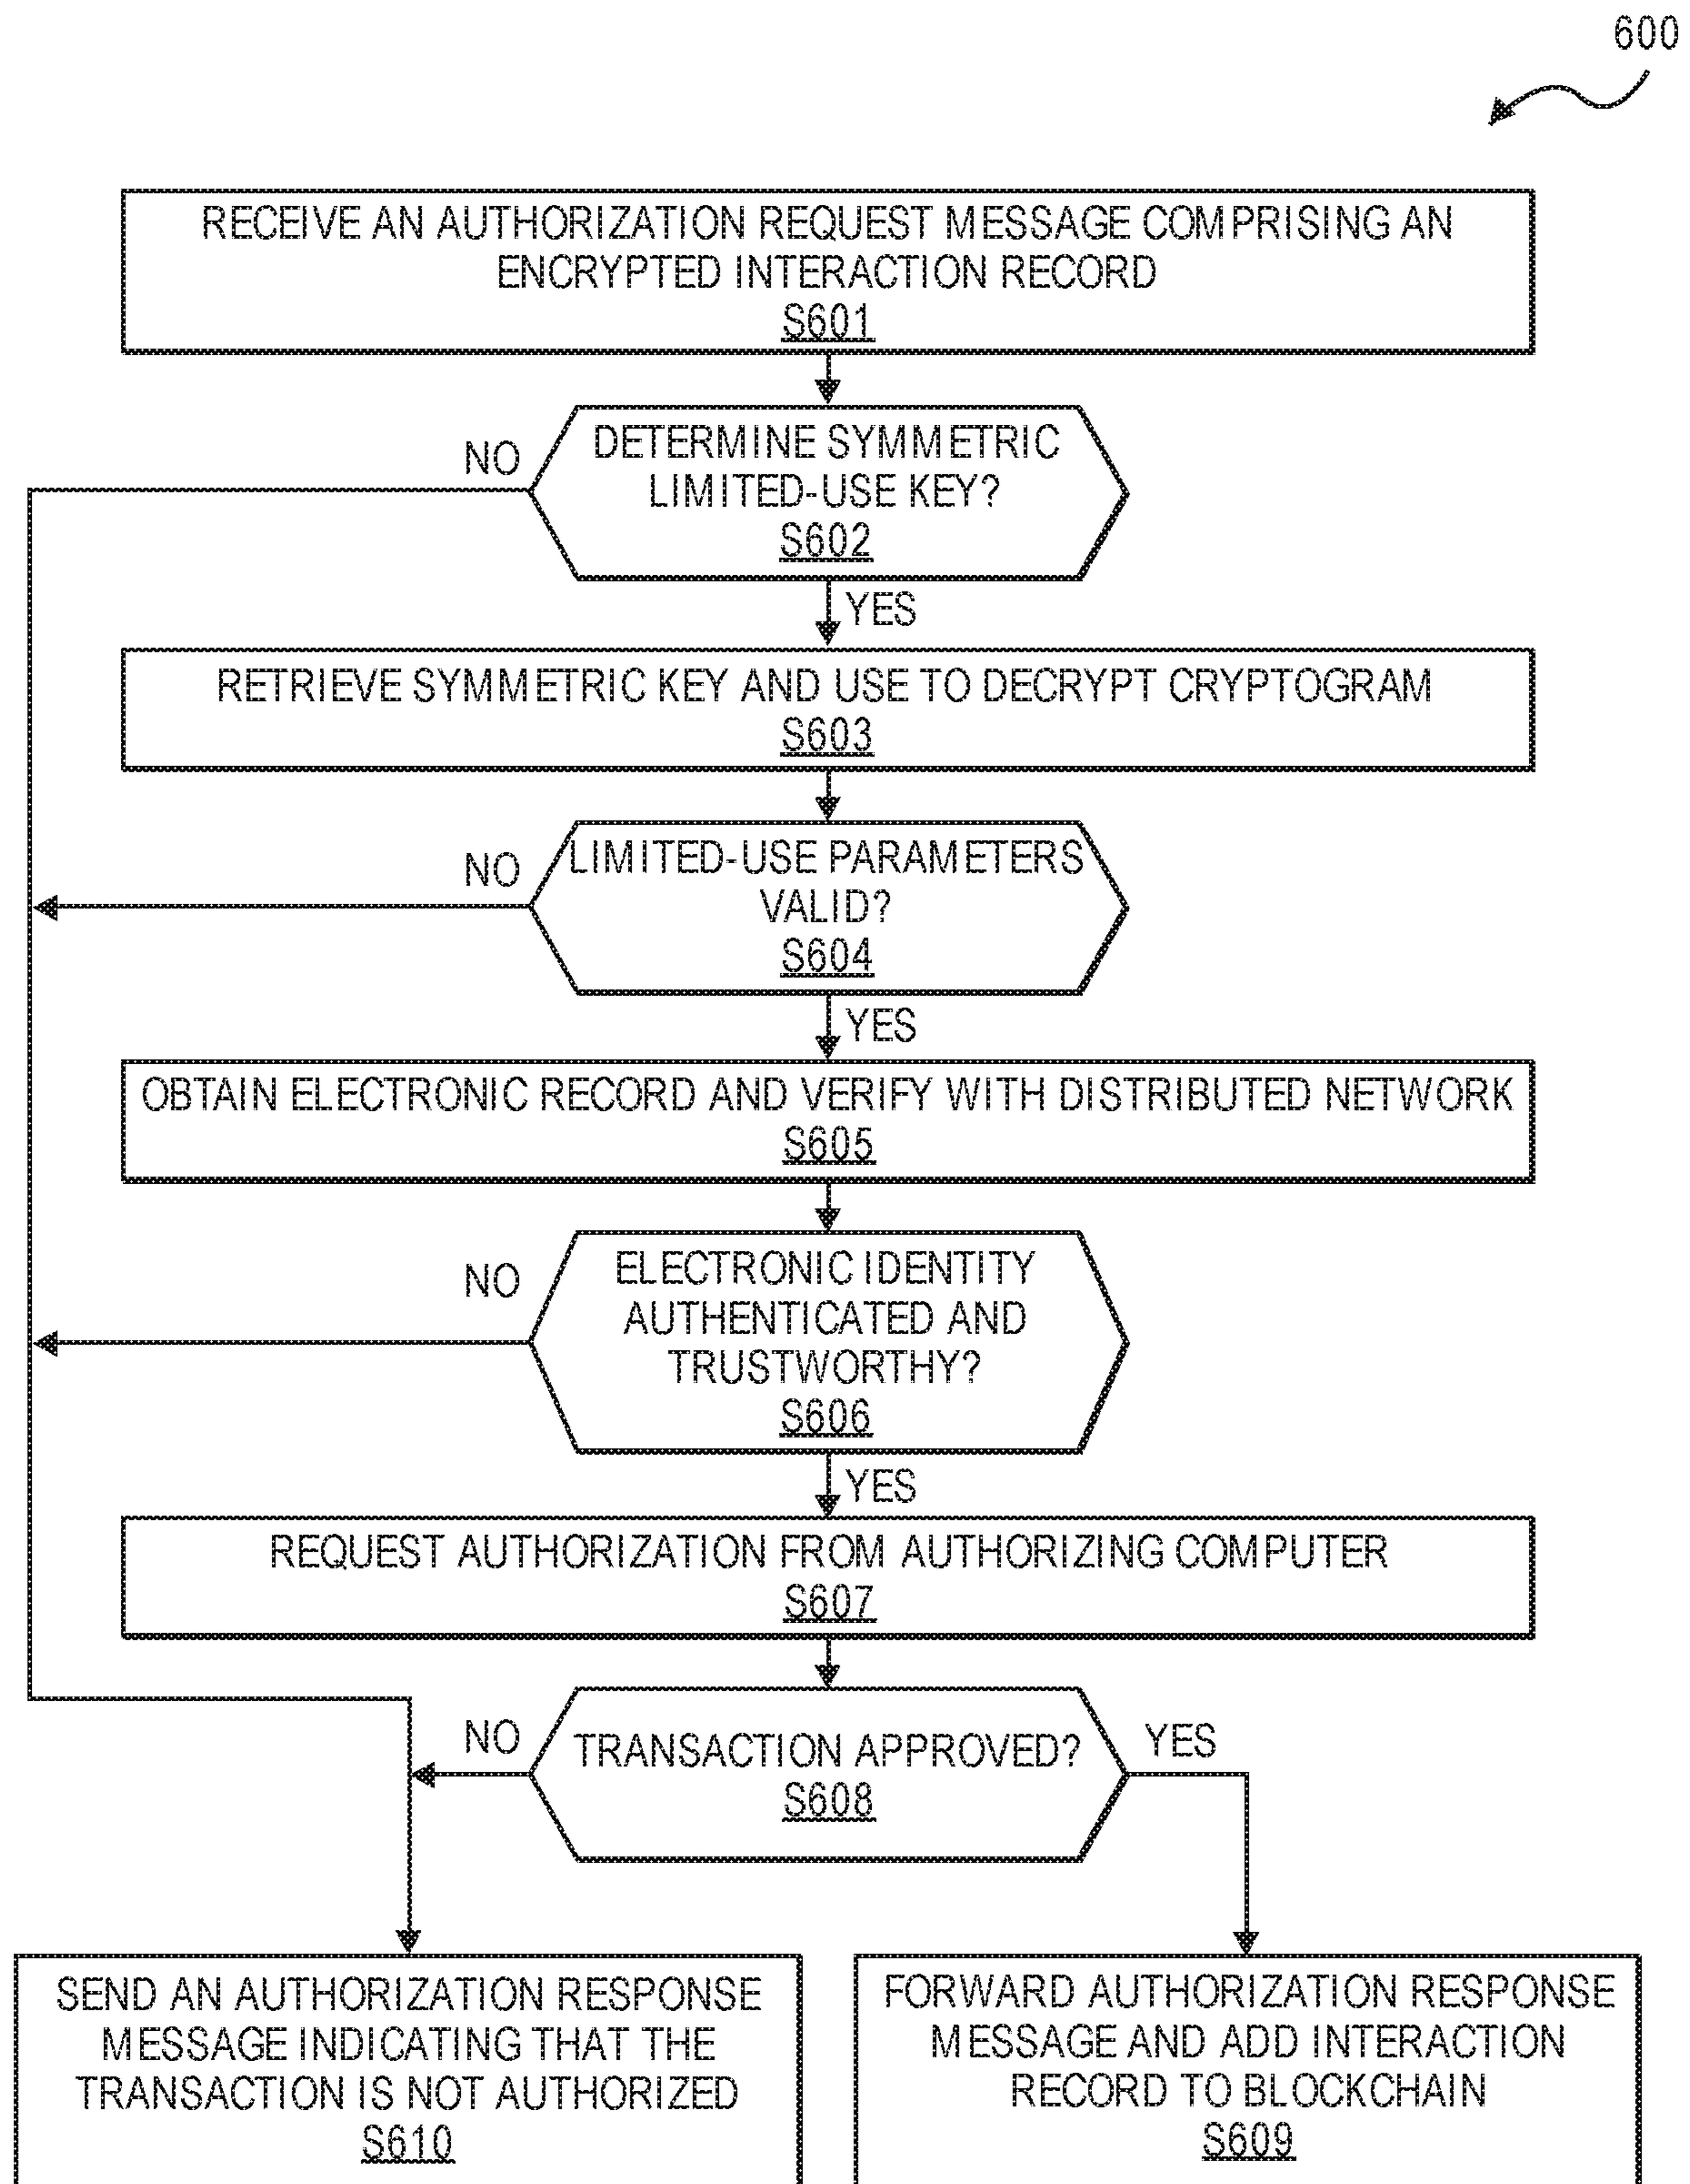 600
RECEIVE AN AUTHORIZATION REQUEST MESSAGE COMPRISING AN
ENCRYPTED INTERACTION RECORD
S601
NO
DETERMINE SYMMETRIC
LIMITED-USE KEY?
S602
YES
RETRIEVE SYMMETRIC KEY AND USE TO DECRYPT CRYPTOGRAM
S603
NO
LIMITED-USE PARAMETERS
VALID?
S604
YES
OBTAIN ELECTRONIC RECORD AND VERIFY WITH DISTRIBUTED NETWORK
S605
NO
ELECTRONIC IDENTITY
AUTHENTICATED AND
TRUSTWORTHY?
S606
YES
REQUEST AUTHORIZATION FROM AUTHORIZING COMPUTER
S607
NO
TRANSACTION APPROVED?
S608
YES
SEND AN AUTHORIZATION RESPONSE
MESSAGE INDICATING THAT THE
TRANSACTION IS NOT AUTHORIZED
S610
FORWARD AUTHORIZATION RESPONSE
MESSAGE AND ADD INTERACTION
RECORD TO BLOCKCHAIN
S609